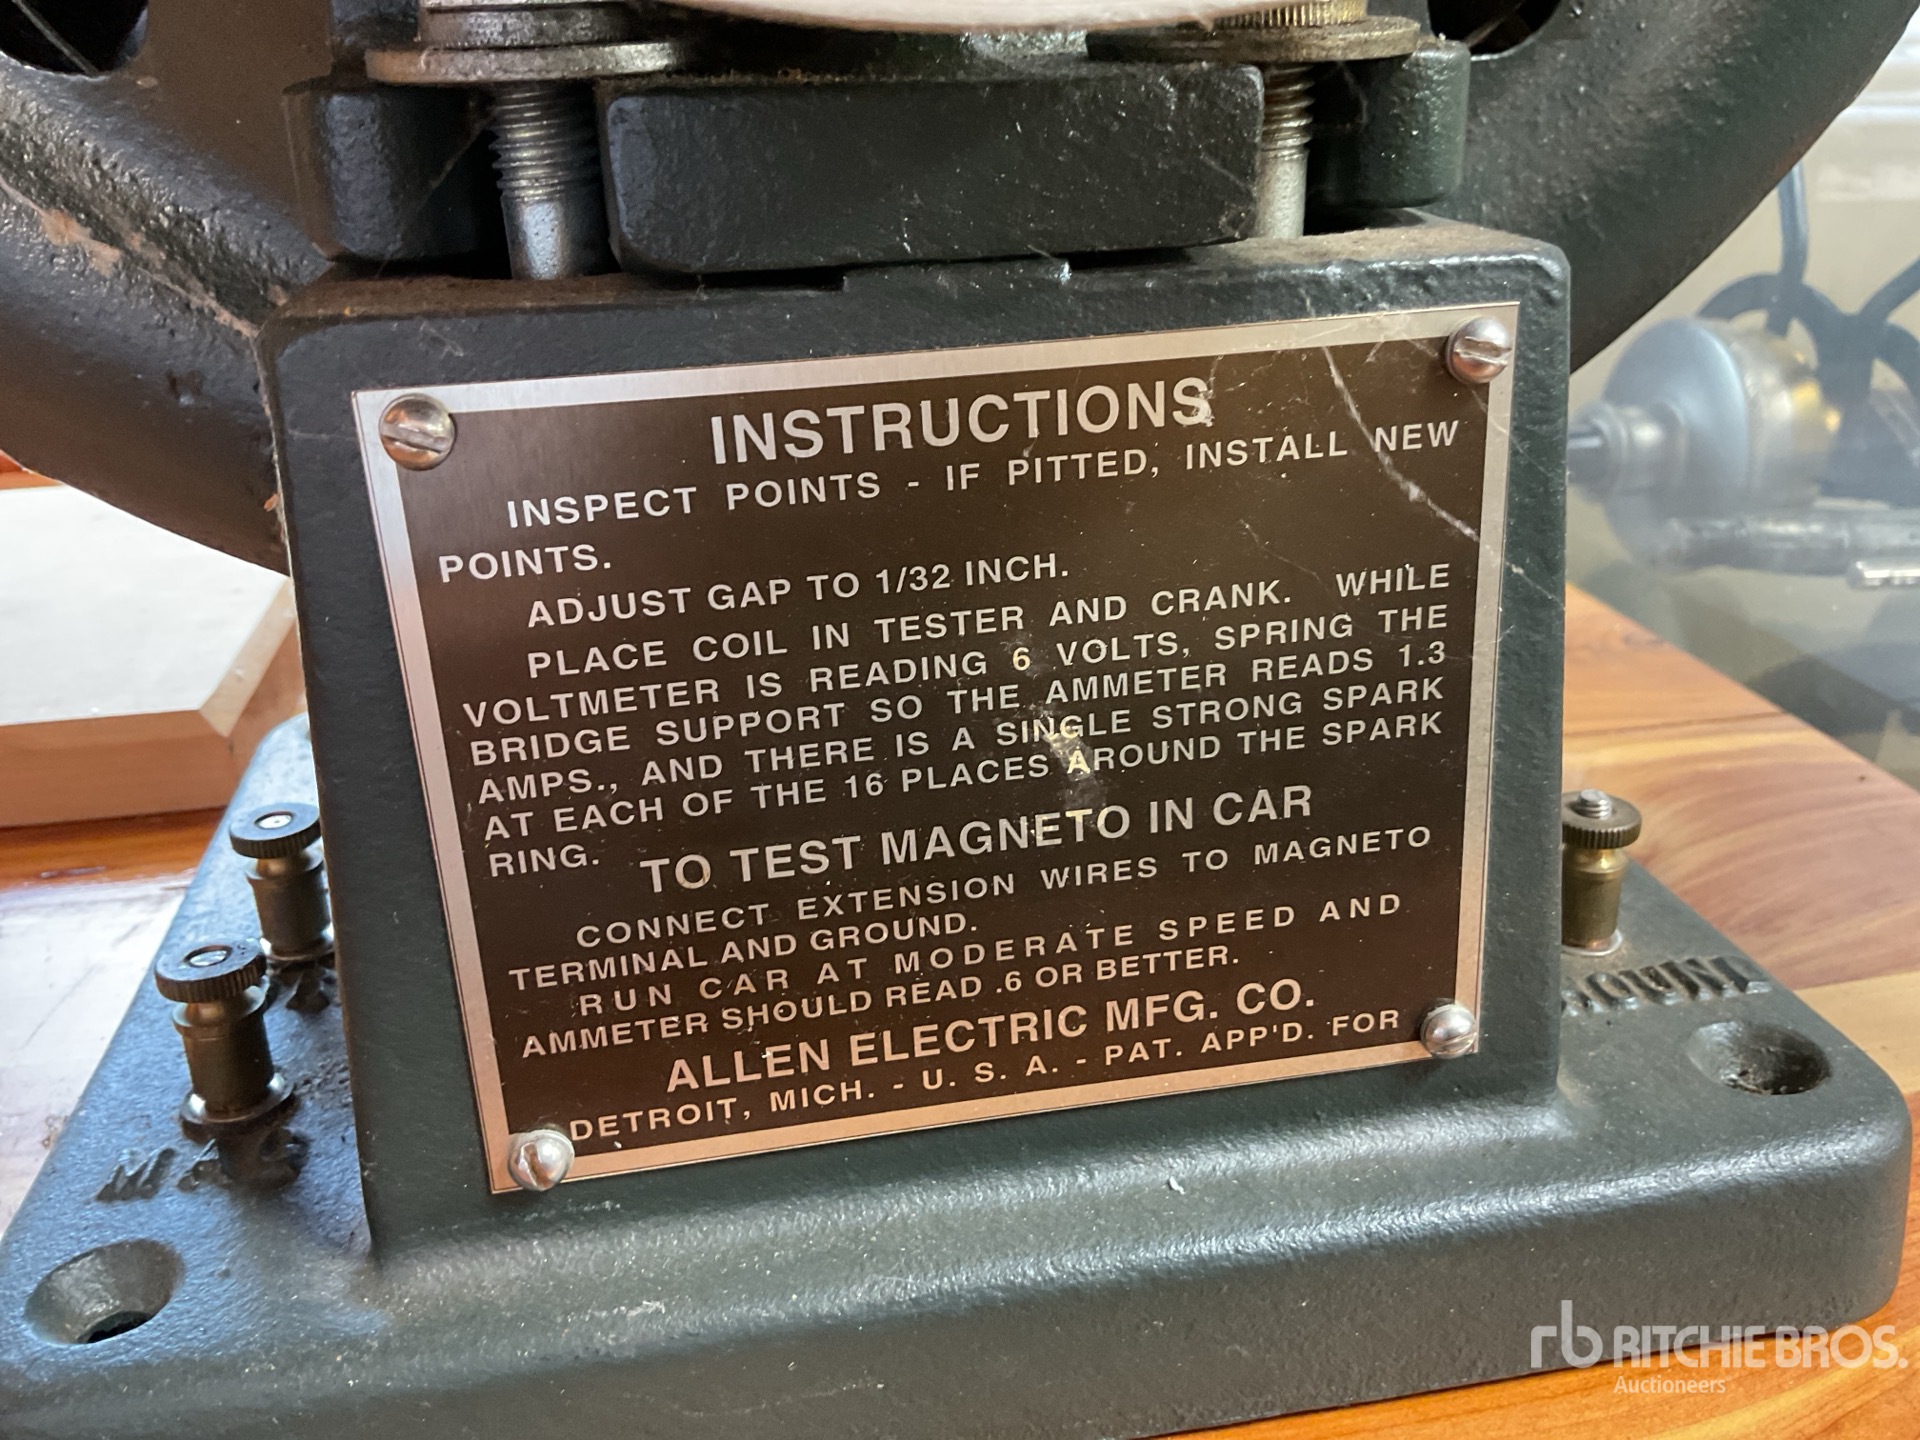 INSTRUCTIONS
INSPECT POINTS - IF PITTED, INSTALL NEW
POINTS.
ADJUST GAP TO 1/32 INCH.
PLACE COIL IN TESTER AND CRANK. WHILE
VOLTMETER IS READING 6 VOLTS, SPRING THE
BRIDGE SUPPORT SO THE AMMETER READS 1.3
AMPS., AND THERE IS A SINGLE STRONG SPARK
AT EACH OF THE 16 PLACES AROUND THE SPARK
RING.
TO TEST MAGNETO IN CAR
CONNECT EXTENSION WIRES TO MAGNETO
TERMINAL AND GROUND.
RUN CAR AT MODERATE SPEED AND
AMMETER SHOULD READ .6 OR BETTER.
ALLEN ELECTRIC MFG. CO.
DETROIT, MICH. - U. S. A. - PAT. APP'D. FOR
rb RITCHIE BROS.
Auctioneers